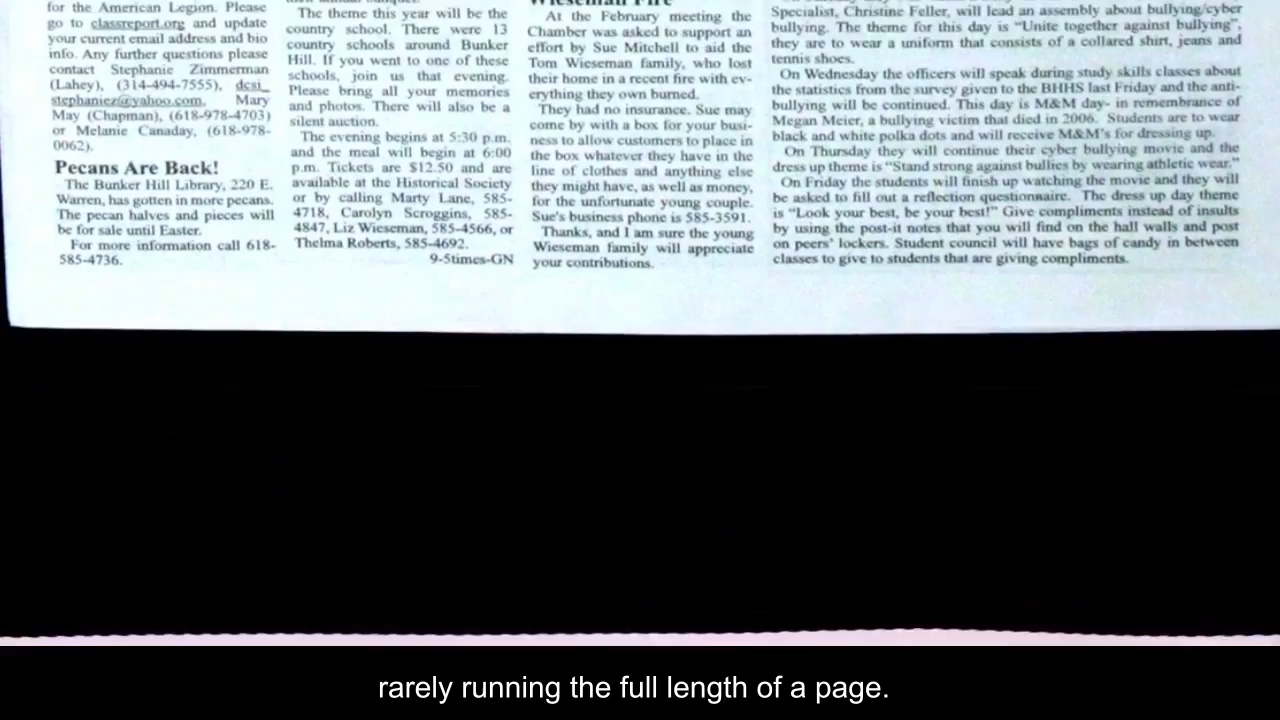 for the American Legion. Please
go to classreport.org and update
your current email address and bio
info. Any further questions please
contact Stephanie Zimmerman
(Lahey), (314-494-7555), dcsi_
stephaniez@yahoo.com, Mary
May (Chapman), (618-978-4703)
or Melanie Canaday, (618-978-
0062).
Pecans Are Back!
The Bunker Hill Library, 220 E.
Warren, has gotten in more pecans.
The pecan halves and pieces will
be for sale until Easter.
For more information call 618-
585-4736.
The theme this year will be the
country school. There were 13
country schools around Bunker
Hill. If you went to one of these
schools, join us that evening.
Please bring all your memories
and photos. There will also be a
silent auction.
The evening begins at 5:30 p.m.
and the meal will begin at 6:00
p.m. Tickets are $12.50 and are
available at the Historical Society
or by calling Marty Lane, 585-
4718, Carolyn Scroggins, 585-
4847, Liz Wieseman, 585-4566, or
Thelma Roberts, 585-4692.
9-5times-GN
Wieseman Fire
At the February meeting the
Chamber was asked to support an
effort by Sue Mitchell to aid the
Tom Wieseman family, who lost
their home in a recent fire with ev-
erything they own burned.
They had no insurance. Sue may
come by with a box for your busi-
ness to allow customers to place in
the box whatever they have in the
line of clothes and anything else
they might have, as well as money,
for the unfortunate young couple.
Sue's business phone is 585-3591.
Thanks, and I am sure the young
Wieseman family will appreciate
your contributions.
Specialist, Christine Feller, will lead an assembly about bullying/cyber
bullying. The theme for this day is “Unite together against bullying”,
they are to wear a uniform that consists of a collared shirt, jeans and
tennis shoes.
On Wednesday the officers will speak during study skills classes about
the statistics from the survey given to the BHHS last Friday and the anti-
bullying will be continued. This day is M&M day- in remembrance of
Megan Meier, a bullying victim that died in 2006. Students are to wear
black and white polka dots and will receive M&M's for dressing up.
On Thursday they will continue their cyber bullying movie and the
dress up theme is “Stand strong against bullies by wearing athletic wear.”
On Friday the students will finish up watching the movie and they will
be asked to fill out a reflection questionnaire. The dress up day theme
is “Look your best, be your best!” Give compliments instead of insults
by using the post-it notes that you will find on the hall walls and post
on peers' lockers. Student council will have bags of candy in between
classes to give to students that are giving compliments.
rarely running the full length of a page.